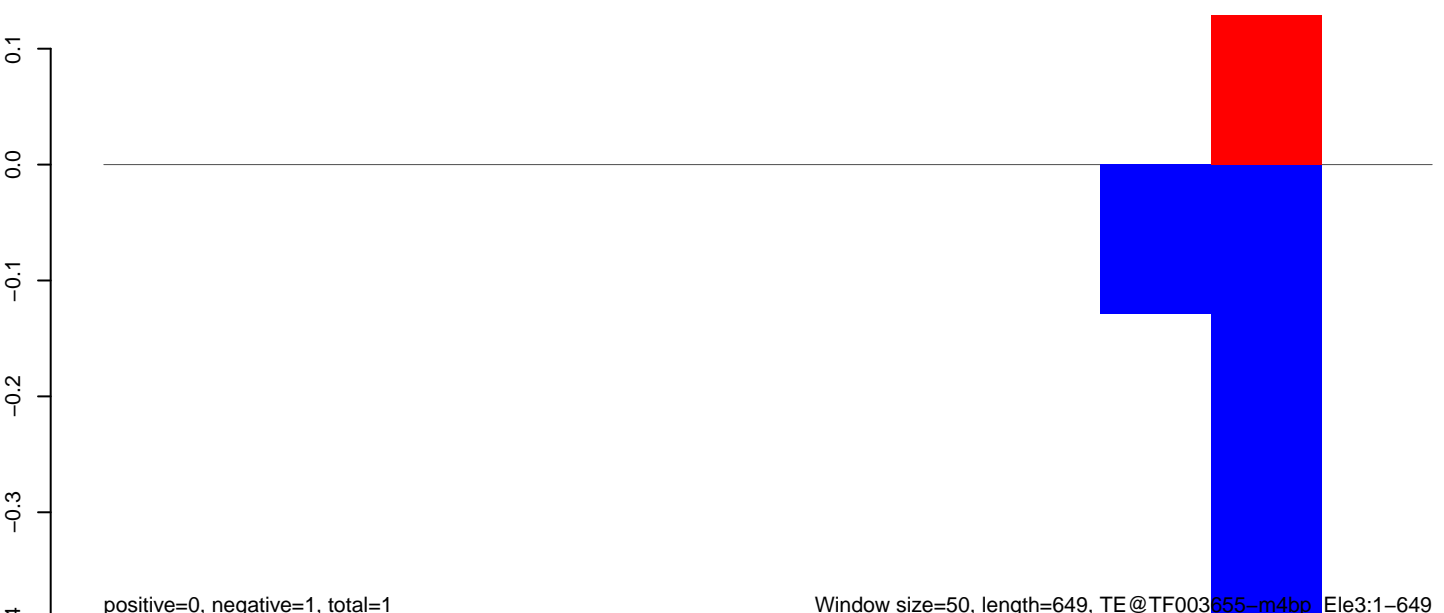 0.1
0.0
−0.1
−0.2
−0.3
positive=0, negative=1, total=1
Window size=50, length=649, TE@TF003655−m4bp_Ele3:1−649